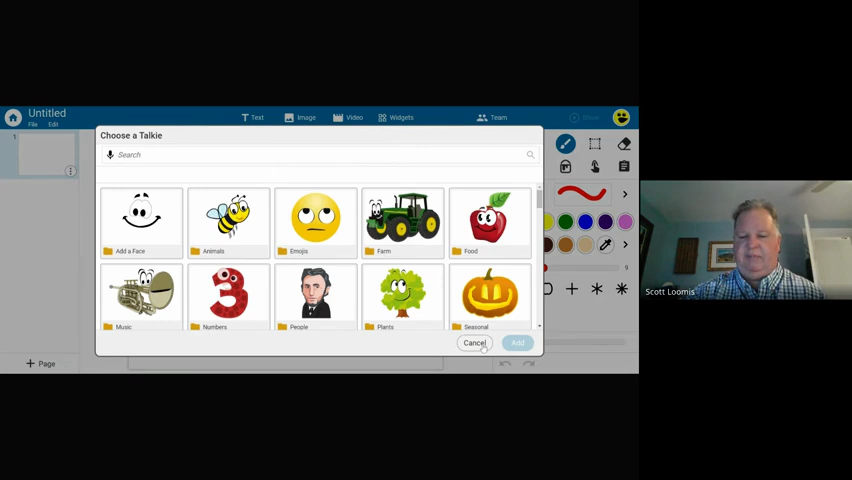 Untitled
File Edit
Text Image Video Widgets Team Share
Choose a Talkie
Search
1
Add a Face Animals Emojis Farm Food
Music Numbers People Plants Seasonal
9
Cancel Add
Page
Scott Loomis